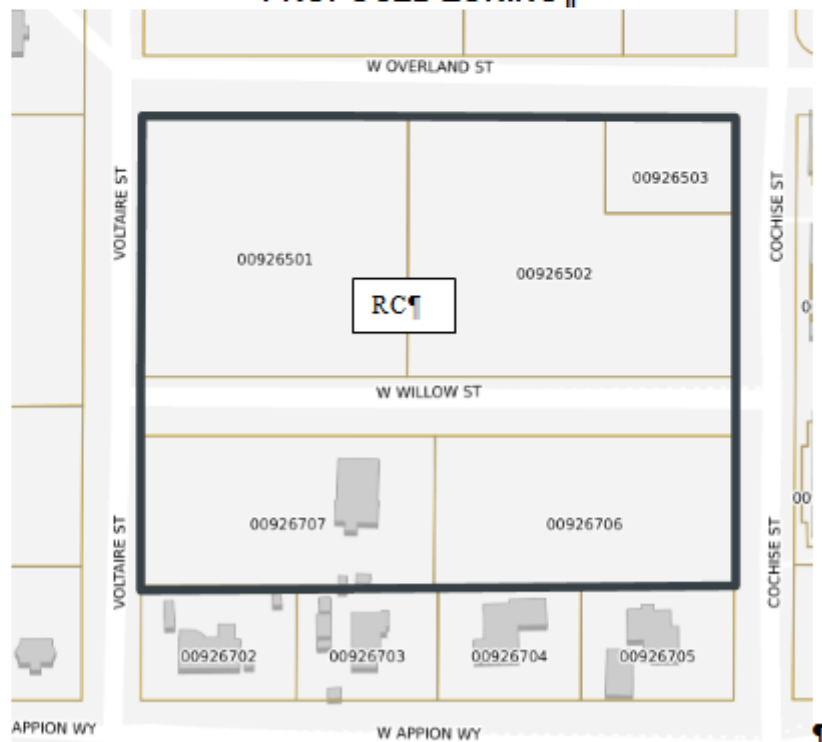 W OVERLAND ST
VOLTAIRE ST
COCHISE ST
00926503
00926501
00926502
RC¶
W WILLOW ST
00926707
00926706
VOLTAIRE ST
COCHISE ST
00926702
00926703
00926704
00926705
APPION WY
W APPION WY
¶